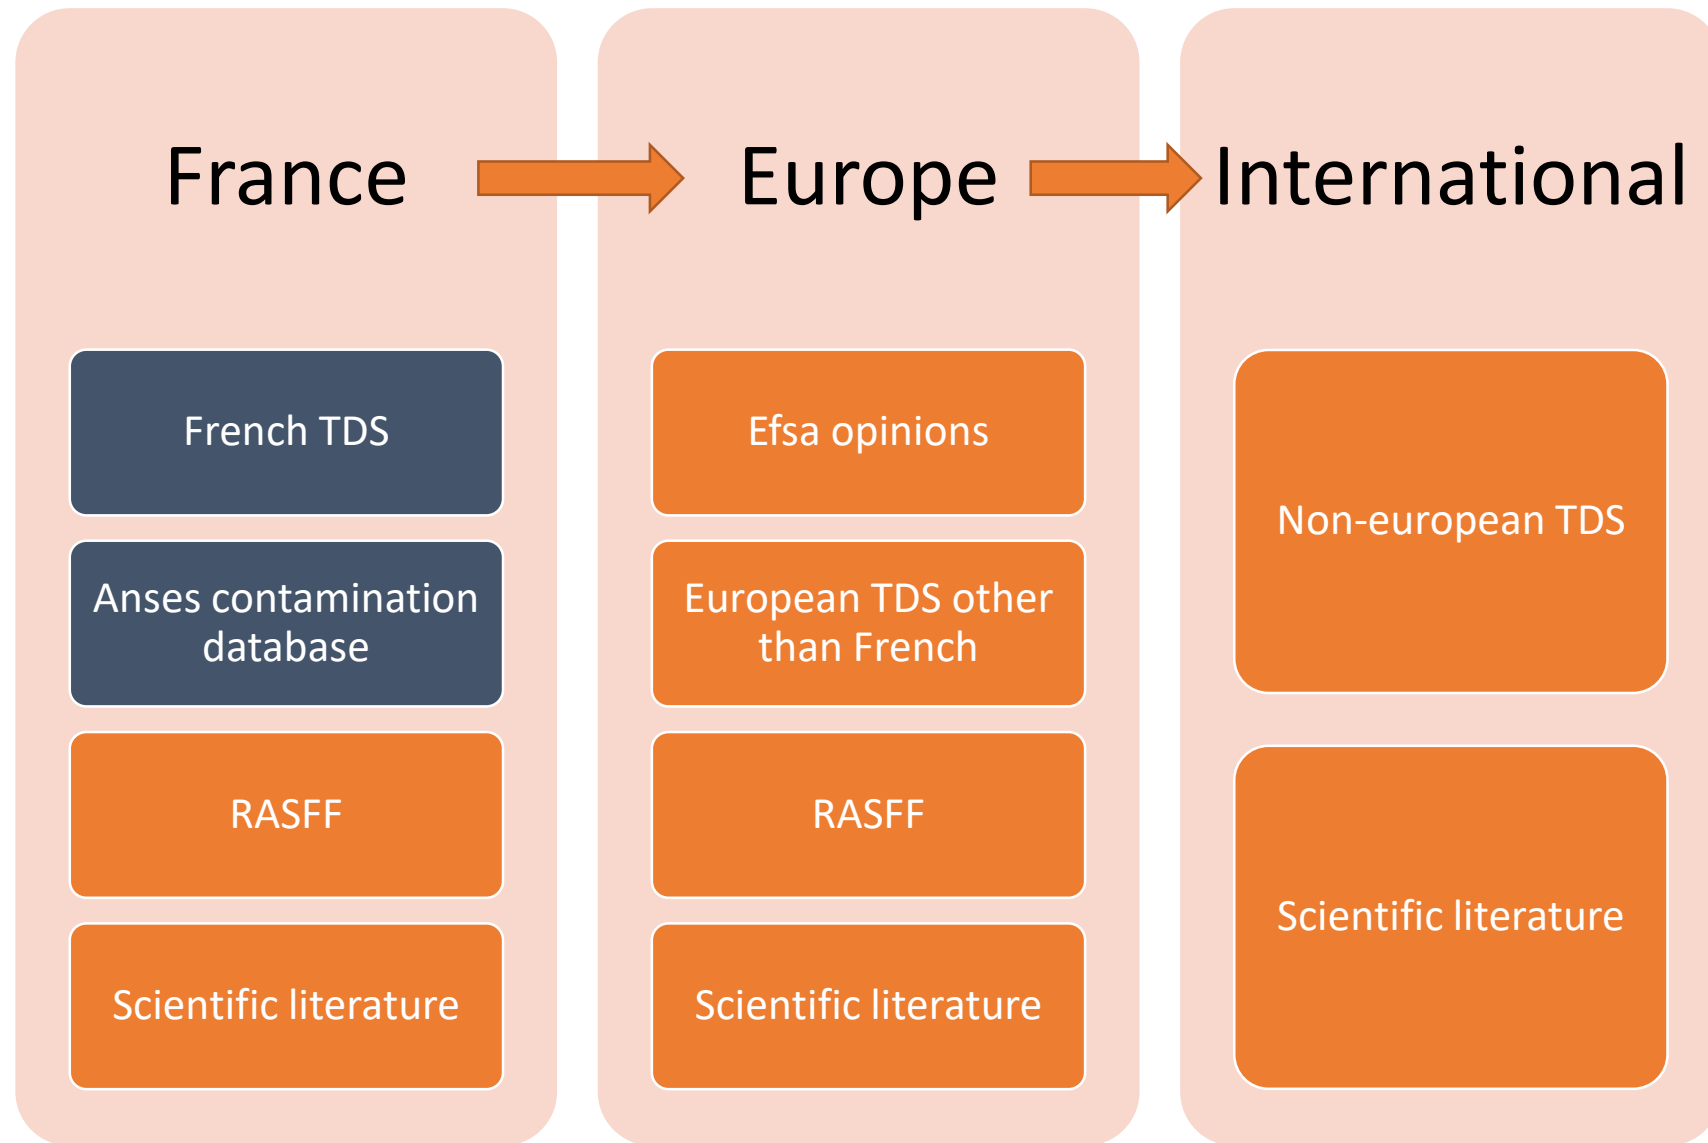 France
Europe
International
French TDS
Anses contamination
database
RASFF
Scientific literature
Efsa opinions
European TDS other
than French
RASFF
Scientific literature
Non-european TDS
Scientific literature